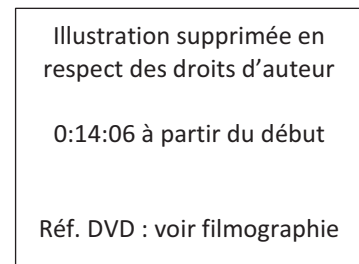 Illustration supprimée en
respect des droits d’auteur
0:14:06 à partir du début
Réf. DVD : voir filmographie